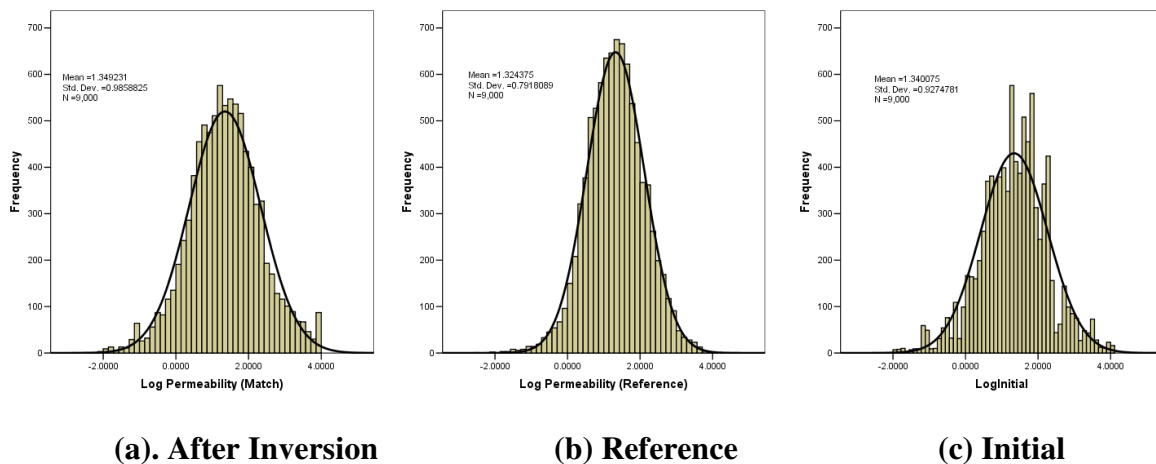 700
600
500
400
300
200
100
0
Frequency
Mean =1.349231
Std. Dev. =0.9858825
N =9,000
-2.0000 0.0000 2.0000 4.0000
Log Permeability (Match)
(a). After Inversion
700
600
500
400
300
200
100
0
Frequency
Mean =1.324375
Std. Dev. =0.7918089
N =9,000
-2.0000 0.0000 2.0000 4.0000
Log Permeability (Reference)
(b) Reference
700
600
500
400
300
200
100
0
Frequency
Mean =1.340075
Std. Dev. =0.9274781
N =9,000
-2.0000 0.0000 2.0000 4.0000
LogInitial
(c) Initial